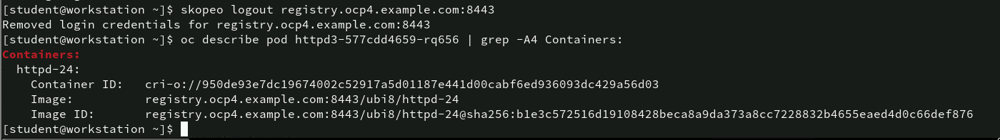 [student@workstation ~]$ skopeo logout registry.ocp4.example.com:8443
Removed login credentials for registry.ocp4.example.com:8443
[student@workstation ~]$ oc describe pod httpd3-577cdd4659-rq656 | grep -A4 Containers:
Containers:
  httpd-24:
    Container ID:   cri-o://950de93e7dc19674002c52917a5d01187e441d00cabf6ed936093dc429a56d03
    Image:          registry.ocp4.example.com:8443/ubi8/httpd-24
    Image ID:       registry.ocp4.example.com:8443/ubi8/httpd-24@sha256:b1e3c572516d19108428beca8a9da373a8cc7228832b4655eaed4d0c66def876
[student@workstation ~]$